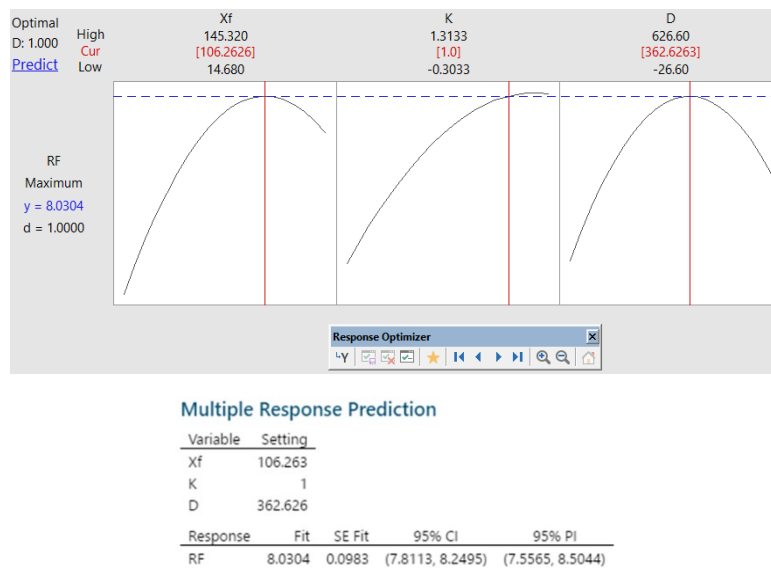 Optimal
D: 1.000
Predict
High
Cur
Low
Xf
145.320
[106.2626]
14.680
K
1.3133
[1.0]
-0.3033
D
626.60
[362.6263]
-26.60
RF
Maximum
y = 8.0304
d = 1.0000
Response Optimizer
Y
Multiple Response Prediction
Variable Setting
Xf 106.263
K 1
D 362.626
Response Fit SE Fit 95% CI 95% PI
RF 8.0304 0.0983 (7.8113, 8.2495) (7.5565, 8.5044)